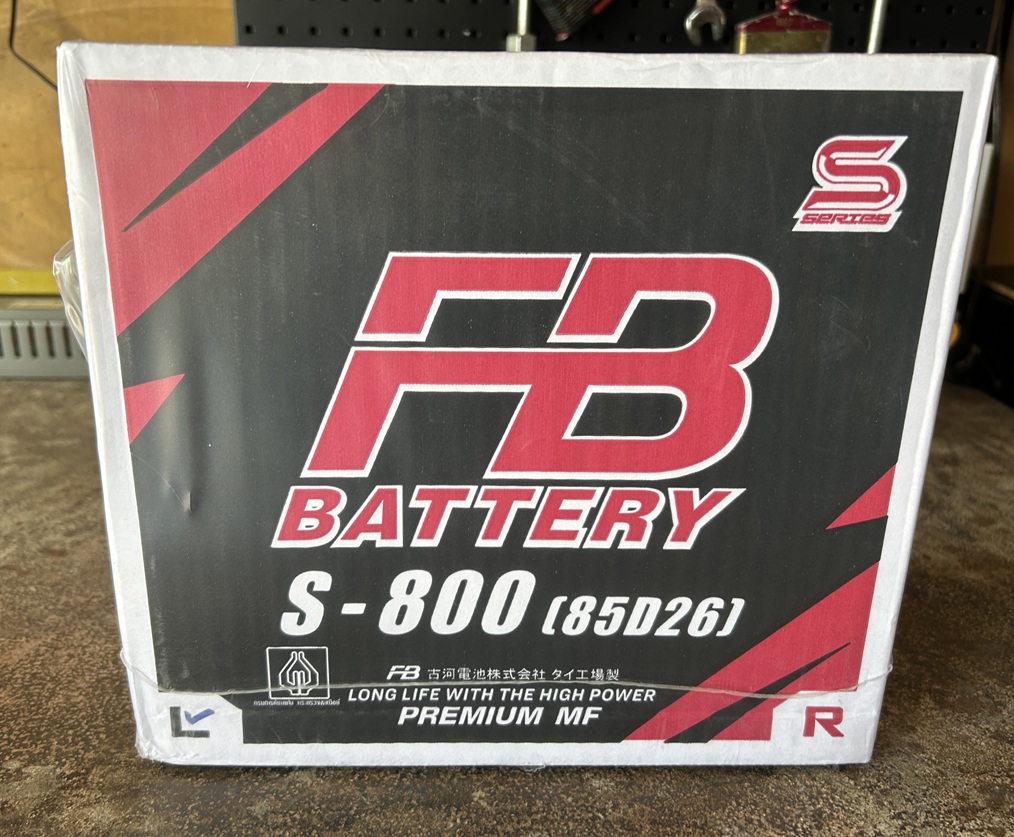 S
SERIES
FB
BATTERY
S-800 (85D26)
FB 古河電池株式会社 タイ工場製
LONG LIFE WITH THE HIGH POWER
PREMIUM MF
L
R